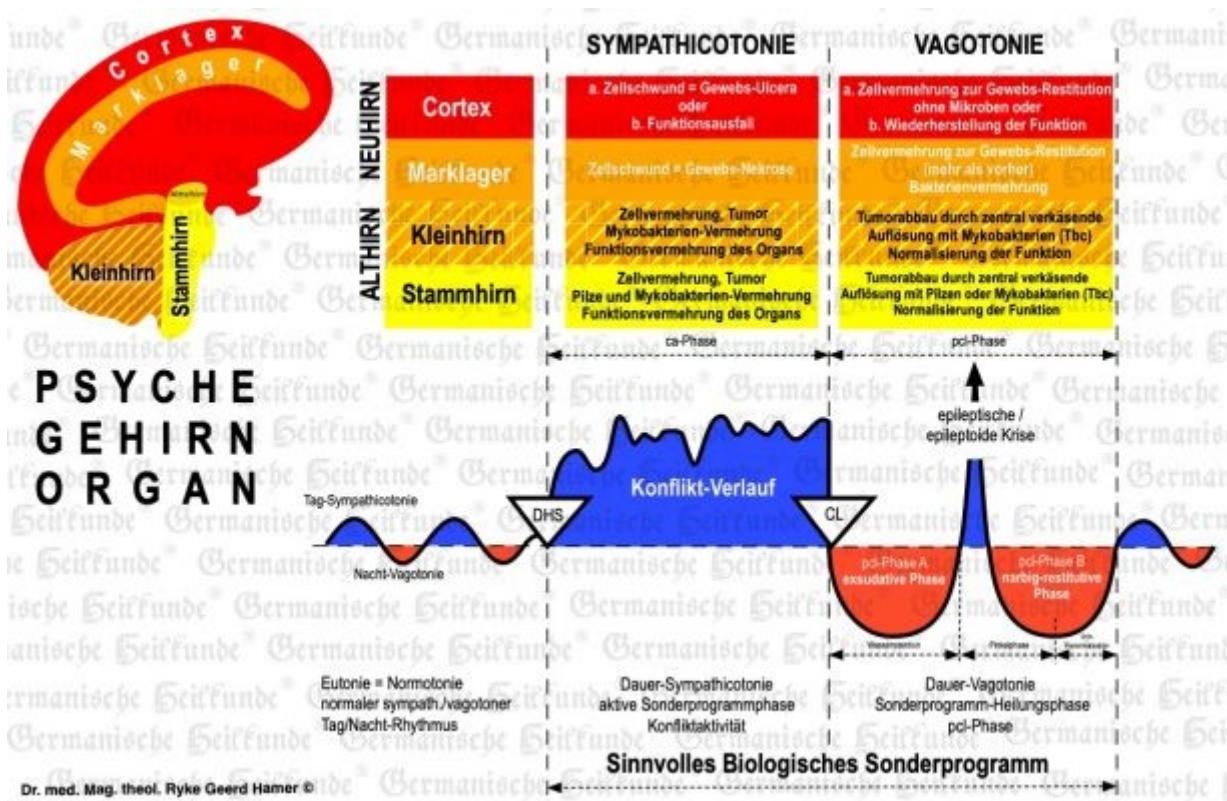 Cortex
Marklager
Kleinhirn
Stammhirn
PSYCHE
GEHIRN
ORGAN
ALTHIRN NEUHIRN
SYMPATHICOTONIE
VAGOTONIE
Cortex
a. Zellschwund = Gewebs-Ulcera
oder
b. Funktionsausfall
a. Zellvermehrung zur Gewebs-Restitution
ohne Mikroben oder
b. Wiederherstellung der Funktion
Marklager
Zellschwund = Gewebs-Nekrose
Zellvermehrung zur Gewebs-Restitution
(mehr als vorher)
Bakterienvermehrung
Kleinhirn
Zellvermehrung, Tumor
Mykobakterien-Vermehrung
Funktionsvermehrung des Organs
Tumorabbau durch zentral verkäsende
Auflösung mit Mykobakterien (Tbc)
Normalisierung der Funktion
Stammhirn
Zellvermehrung, Tumor
Pilze und Mykobakterien-Vermehrung
Funktionsvermehrung des Organs
Tumorabbau durch zentral verkäsende
Auflösung mit Pilzen oder Mykobakterien (Tbc)
Normalisierung der Funktion
ca-Phase
pcl-Phase
epileptische /
epileptoide Krise
Tag-Sympathicotonie
Nacht-Vagotonie
DHS
Konflikt-Verlauf
CL
pcl-Phase A
exsudative Phase
pcl-Phase B
narbig-restitutive
Phase
Eutonie = Normotonie
normaler sympath./vagotoner
Tag/Nacht-Rhythmus
Dauer-Sympathicotonie
aktive Sonderprogrammphase
Konfliktaktivität
Dauer-Vagotonie
Sonderprogramm-Heilungsphase
pcl-Phase
Sinnvolles Biologisches Sonderprogramm
Dr. med. Mag. theol. Ryke Geerd Hamer ©
Germanische Heilkunde®